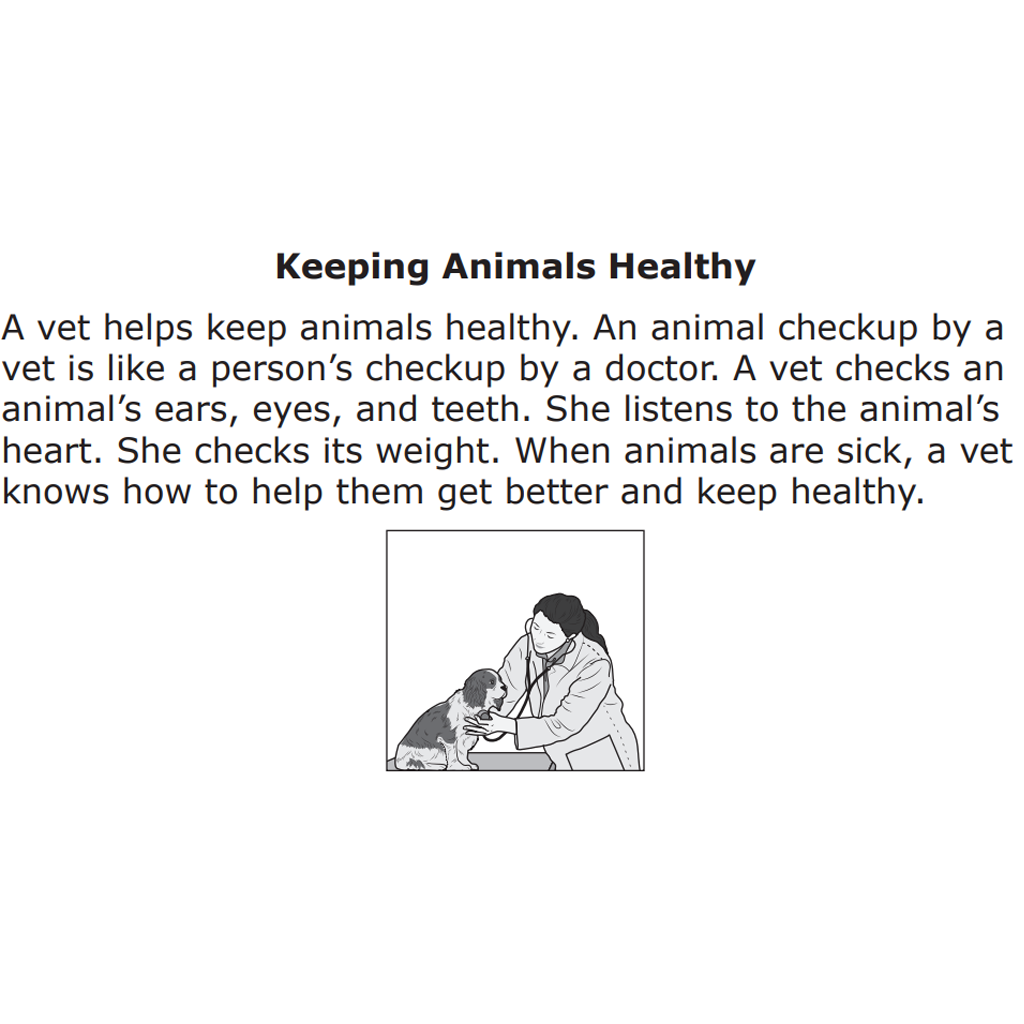 Keeping Animals Healthy
A vet helps keep animals healthy. An animal checkup by a
vet is like a person’s checkup by a doctor. A vet checks an
animal’s ears, eyes, and teeth. She listens to the animal’s
heart. She checks its weight. When animals are sick, a vet
knows how to help them get better and keep healthy.